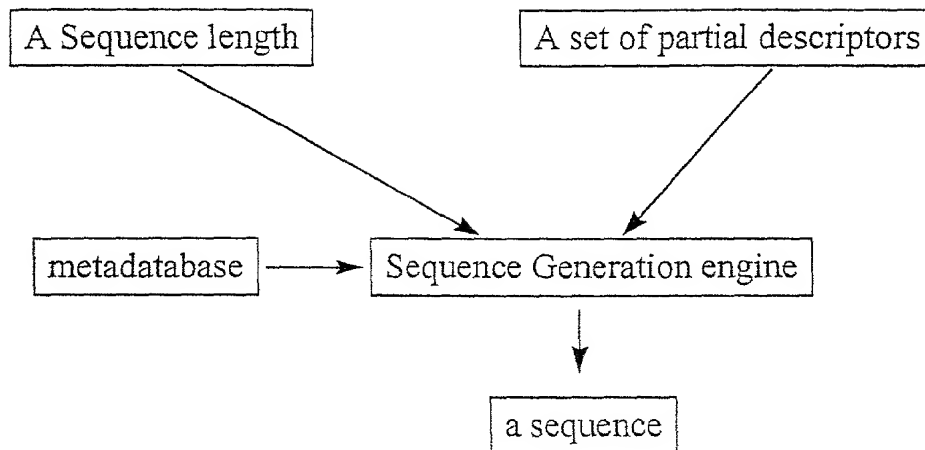 A Sequence length
A set of partial descriptors
metadatabase
Sequence Generation engine
a sequence